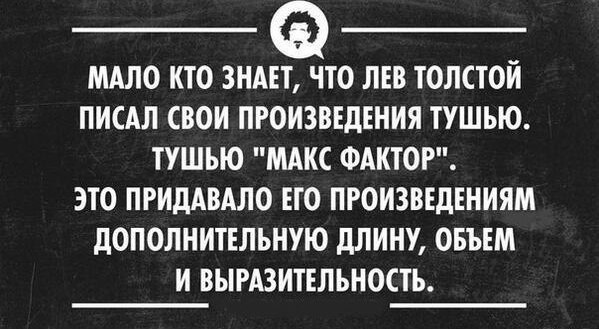 МАЛО КТО ЗНАЕТ, ЧТО ЛЕВ ТОЛСТОЙ
ПИСАЛ СВОИ ПРОИЗВЕДЕНИЯ ТУШЬЮ.
ТУШЬЮ "МАКС ФАКТОР".
ЭТО ПРИДАВАЛО ЕГО ПРОИЗВЕДЕНИЯМ
ДОПОЛНИТЕЛЬНУЮ ДЛИНУ, ОБЪЕМ
И ВЫРАЗИТЕЛЬНОСТЬ.